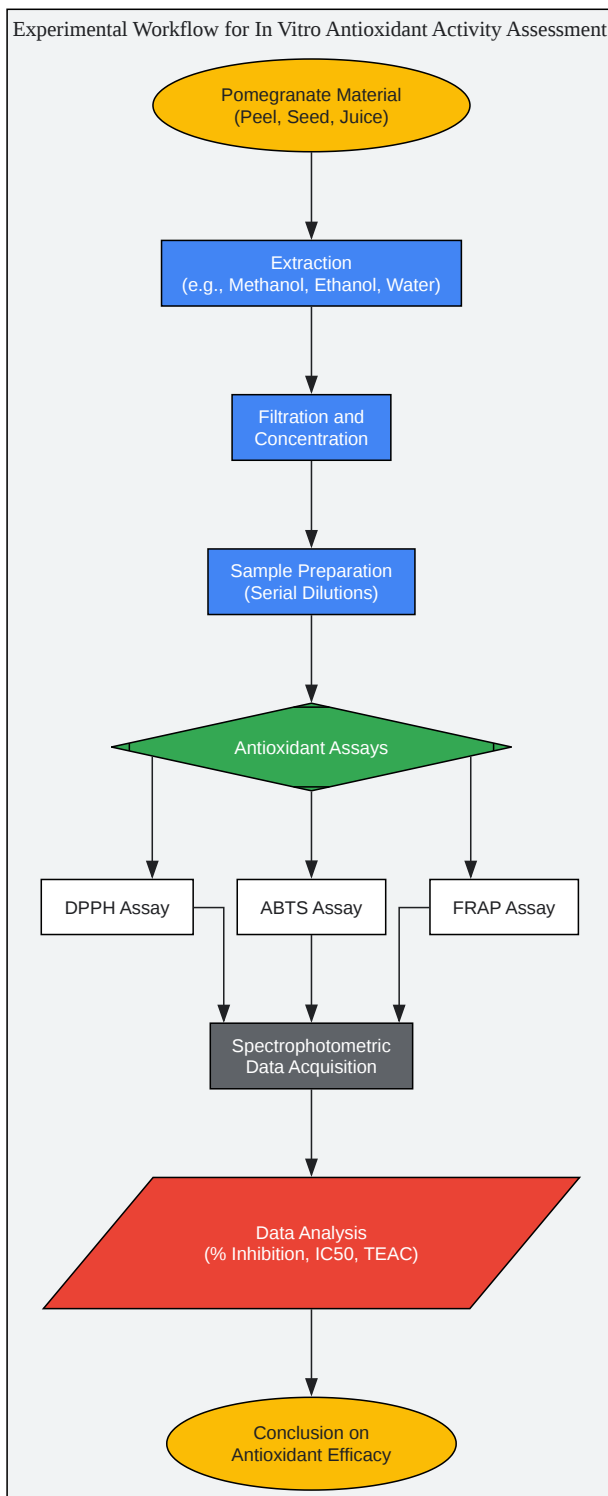 Experimental Workflow for In Vitro Antioxidant Activity Assessment
Pomegranate Material
(Peel, Seed, Juice)
Extraction
(e.g., Methanol, Ethanol, Water)
Filtration and
Concentration
Sample Preparation
(Serial Dilutions)
Antioxidant Assays
DPPH Assay
ABTS Assay
FRAP Assay
Spectrophotometric
Data Acquisition
Data Analysis
(% Inhibition, IC50, TEAC)
Conclusion on
Antioxidant Efficacy